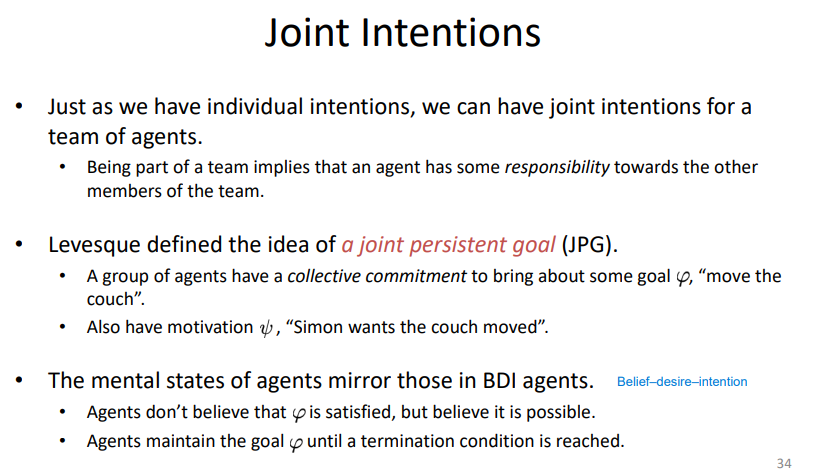 Joint Intentions
• Just as we have individual intentions, we can have joint intentions for a
team of agents.
• Being part of a team implies that an agent has some responsibility towards the other
members of the team.
• Levesque defined the idea of a joint persistent goal (JPG).
• A group of agents have a collective commitment to bring about some goal φ, “move the
couch”.
• Also have motivation ψ, “Simon wants the couch moved”.
• The mental states of agents mirror those in BDI agents. Belief–desire–intention
• Agents don’t believe that φ is satisfied, but believe it is possible.
• Agents maintain the goal φ until a termination condition is reached.
34